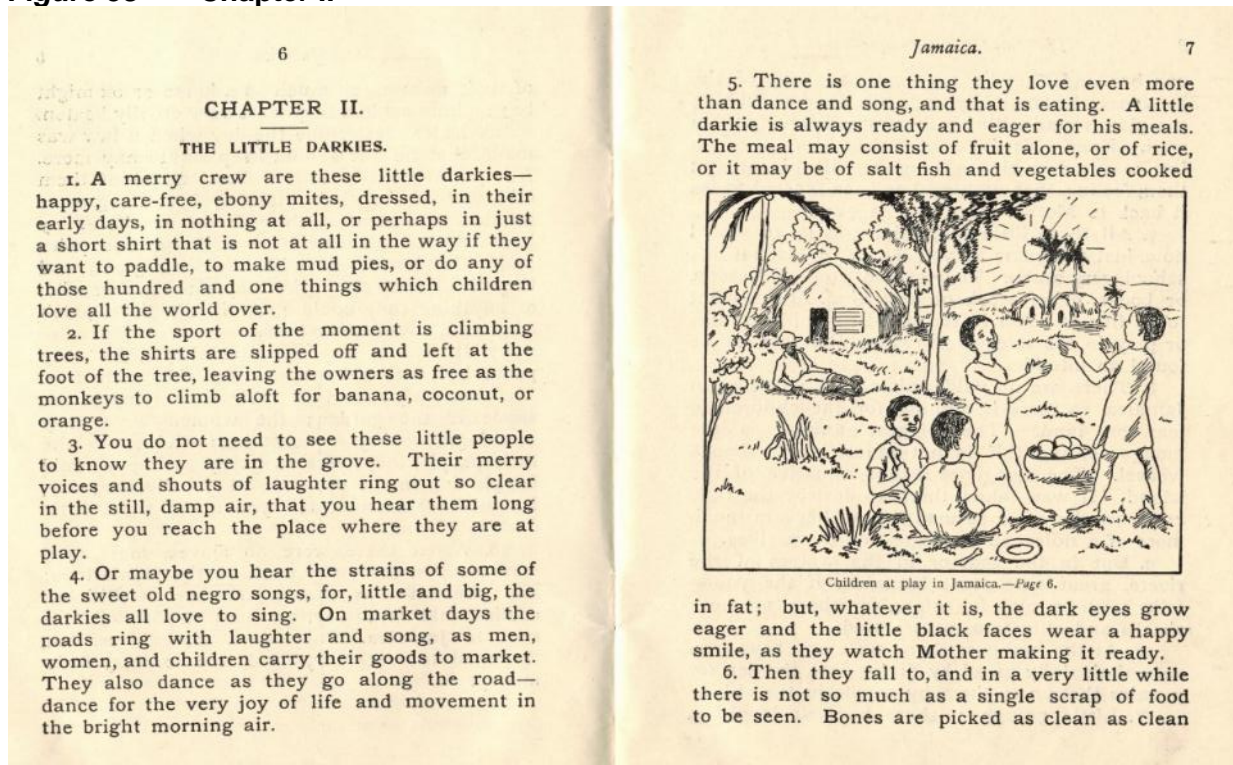 6
CHAPTER II.
THE LITTLE DARKIES.
1. A merry crew are these little darkies—
happy, care-free, ebony mites, dressed, in their
early days, in nothing at all, or perhaps in just
a short shirt that is not at all in the way if they
want to paddle, to make mud pies, or do any of
those hundred and one things which children
love all the world over.
2. If the sport of the moment is climbing
trees, the shirts are slipped off and left at the
foot of the tree, leaving the owners as free as the
monkeys to climb aloft for banana, coconut, or
orange.
3. You do not need to see these little people
to know they are in the grove. Their merry
voices and shouts of laughter ring out so clear
in the still, damp air, that you hear them long
before you reach the place where they are at
play.
4. Or maybe you hear the strains of some of
the sweet old negro songs, for, little and big, the
darkies all love to sing. On market days the
roads ring with laughter and song, as men,
women, and children carry their goods to market.
They also dance as they go along the road—
dance for the very joy of life and movement in
the bright morning air.
Jamaica. 7
5. There is one thing they love even more
than dance and song, and that is eating. A little
darkie is always ready and eager for his meals.
The meal may consist of fruit alone, or of rice,
or it may be of salt fish and vegetables cooked
Children at play in Jamaica.—Page 6.
in fat; but, whatever it is, the dark eyes grow
eager and the little black faces wear a happy
smile, as they watch Mother making it ready.
6. Then they fall to, and in a very little while
there is not so much as a single scrap of food
to be seen. Bones are picked as clean as clean